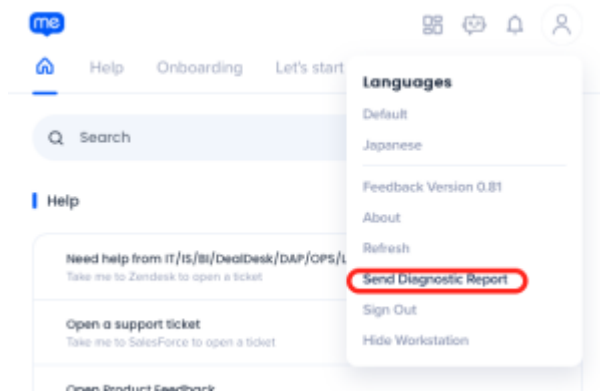 me
Help Onboarding Let's start
Search
Help
Need help from IT/IS/BI/DealDesk/DAP/OPS/L
Take me to Zendesk to open a ticket
Open a support ticket
Take me to SalesForce to open a ticket
Open Product Feedback
Languages
Default
Japanese
Feedback Version 0.81
About
Refresh
Send Diagnostic Report
Sign Out
Hide Workstation